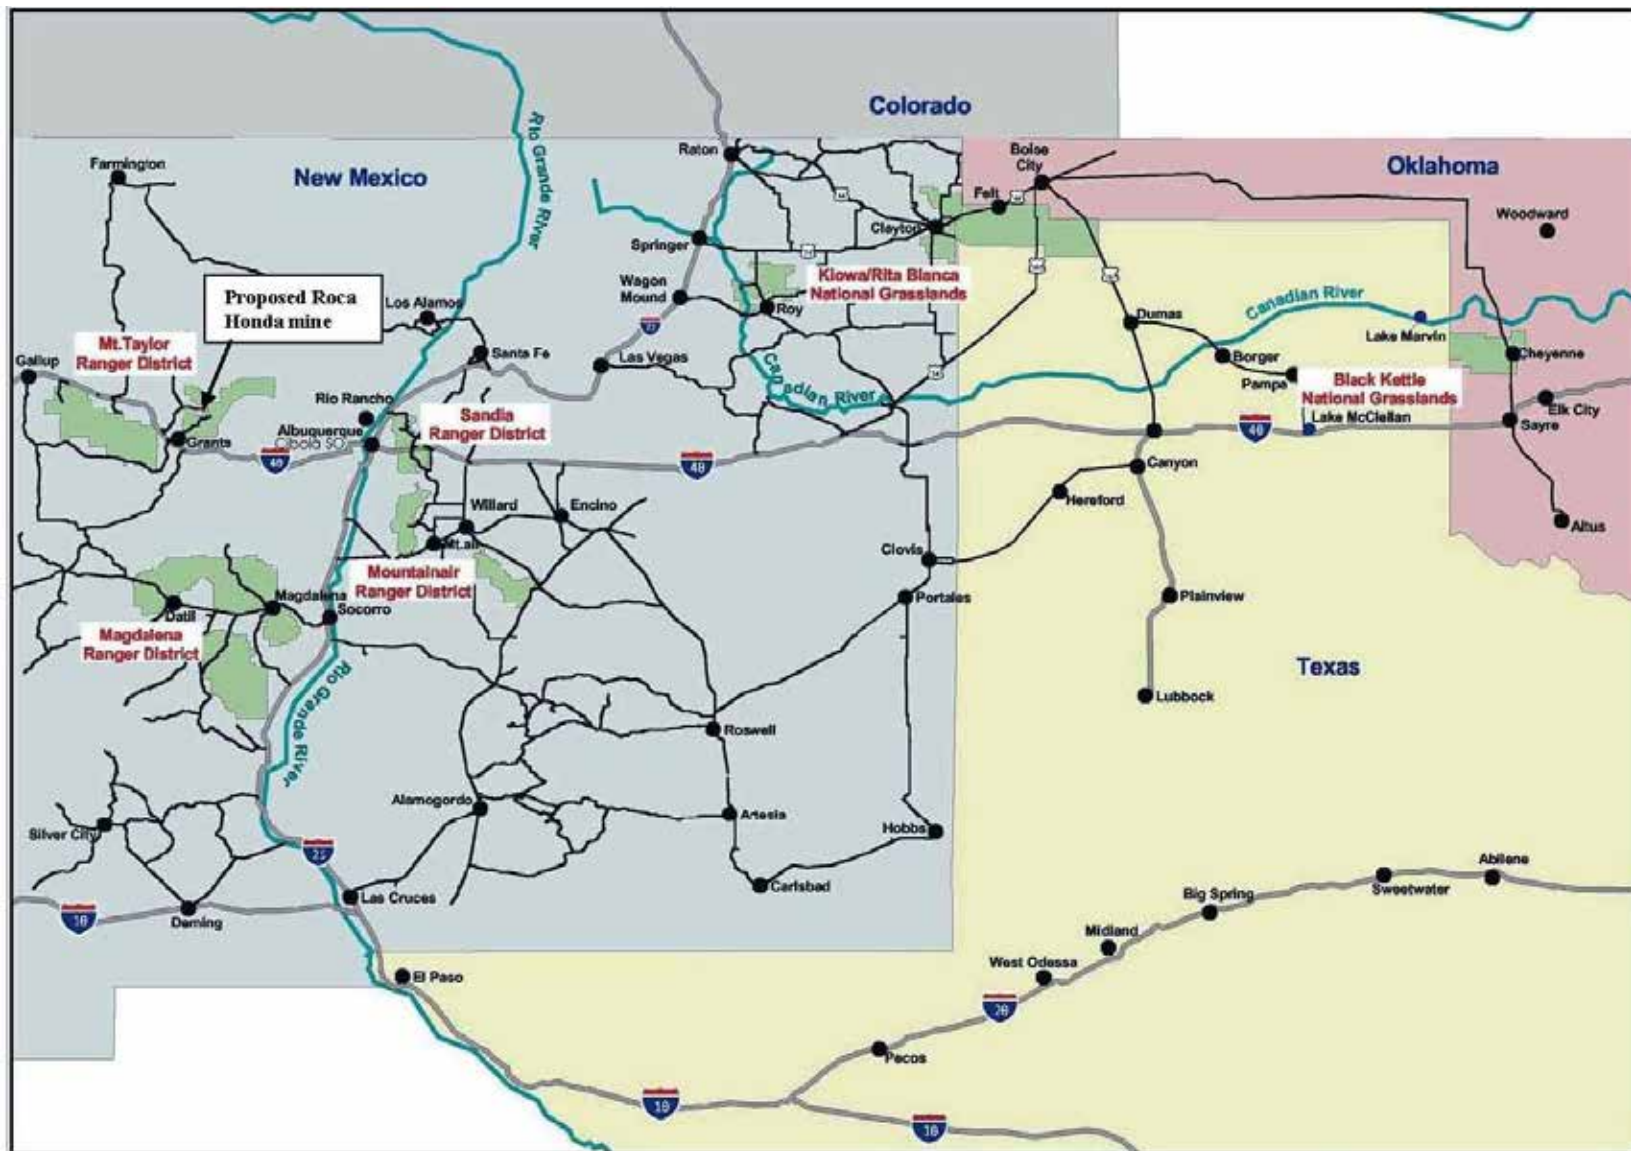 Colorado
Rio Grande River
Raton
Boise
City
Oklahoma
Farmington
New Mexico
Felt
Woodward
Clayton
Springer
Kiowa/Rita Blanca
National Grasslands
Wagon
Mound
Roy
Canadian River
Proposed Roca
Honda mine
Los Alamos
Dumas
Lake Marvin
Mt.Taylor
Ranger District
Gallup
Santa Fe
Las Vegas
Canadian River
Borger
Cheyenne
Pampa
Black Kettle
National Grasslands
Rio Rancho
Elk City
Sandia
Ranger District
Lake McClellan
Sayre
Albuquerque
Cibola SO
Grants
40
40
40
Canyon
Hereford
Willard
Encino
Altus
Mt.air
Clovis
Mountainair
Ranger District
Magdalena
Datil
Socorro
Portales
Plainview
Magdalena
Ranger District
Texas
Rio Grande River
Lubbock
Roswell
Alamogordo
Artesia
Silver City
Hobbs
25
Abilene
Carlsbad
Sweetwater
Las Cruces
Big Spring
10
Deming
Midland
West Odessa
El Paso
20
Pecos
10
10